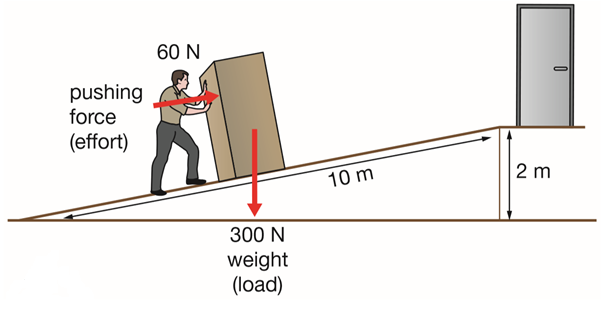 60 N
pushing
force
(effort)
10 m
2 m
300 N
weight
(load)